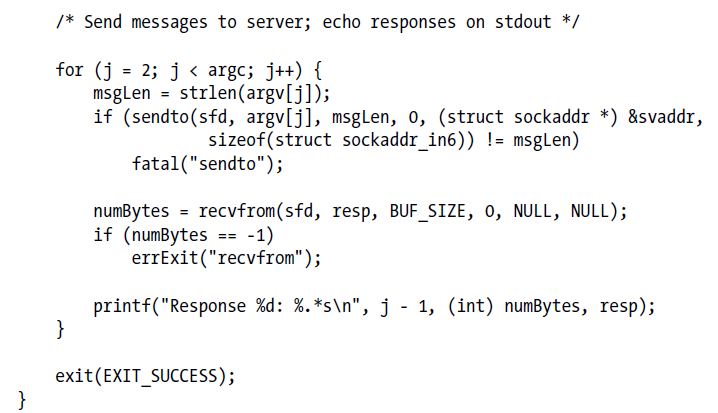 /* Send messages to server; echo responses on stdout */
for (j = 2; j < argc; j++) {
msgLen = strlen(argv[j]);
if (sendto(sfd, argv[j], msgLen, 0, (struct sockaddr *) &svaddr,
sizeof(struct sockaddr_in6)) != msgLen)
fatal("sendto");
numBytes = recvfrom(sfd, resp, BUF_SIZE, 0, NULL, NULL);
if (numBytes == -1)
errExit("recvfrom");
printf("Response %d: %.*s\n", j - 1, (int) numBytes, resp);
}
exit(EXIT_SUCCESS);
}